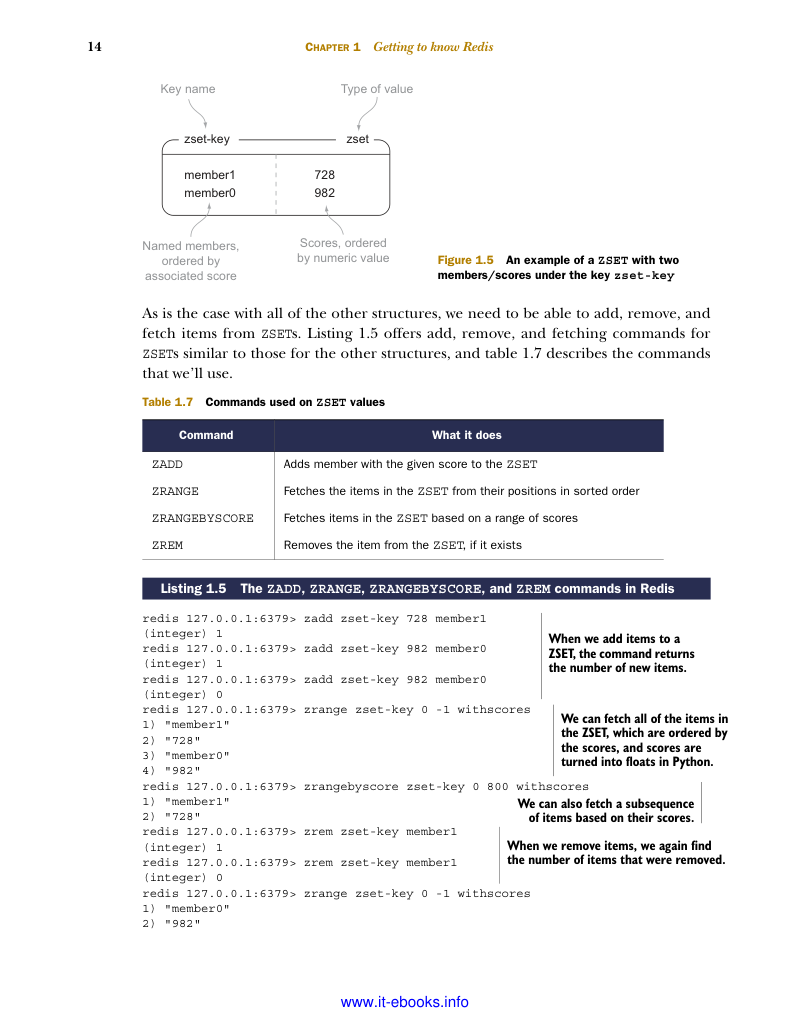 14
CHAPTER 1 Getting to know Redis
Key name
Type of value
zset-key
zset
member1 728
member0 982
Named members,
ordered by
associated score
Scores, ordered
by numeric value
Figure 1.5 An example of a ZSET with two
members/scores under the key zset-key
As is the case with all of the other structures, we need to be able to add, remove, and
fetch items from ZSETs. Listing 1.5 offers add, remove, and fetching commands for
ZSETs similar to those for the other structures, and table 1.7 describes the commands
that we’ll use.
Table 1.7 Commands used on ZSET values
Command What it does
ZADD Adds member with the given score to the ZSET
ZRANGE Fetches the items in the ZSET from their positions in sorted order
ZRANGEBYSCORE Fetches items in the ZSET based on a range of scores
ZREM Removes the item from the ZSET, if it exists
Listing 1.5 The ZADD, ZRANGE, ZRANGEBYSCORE, and ZREM commands in Redis
redis 127.0.0.1:6379> zadd zset-key 728 member1
(integer) 1
redis 127.0.0.1:6379> zadd zset-key 982 member0
(integer) 1
redis 127.0.0.1:6379> zadd zset-key 982 member0
(integer) 0
When we add items to a
ZSET, the command returns
the number of new items.
redis 127.0.0.1:6379> zrange zset-key 0 -1 withscores
1) "member1"
2) "728"
3) "member0"
4) "982"
We can fetch all of the items in
the ZSET, which are ordered by
the scores, and scores are
turned into floats in Python.
redis 127.0.0.1:6379> zrangebyscore zset-key 0 800 withscores
1) "member1"
2) "728"
We can also fetch a subsequence
of items based on their scores.
redis 127.0.0.1:6379> zrem zset-key member1
(integer) 1
redis 127.0.0.1:6379> zrem zset-key member1
(integer) 0
When we remove items, we again find
the number of items that were removed.
redis 127.0.0.1:6379> zrange zset-key 0 -1 withscores
1) "member0"
2) "982"
www.it-ebooks.info